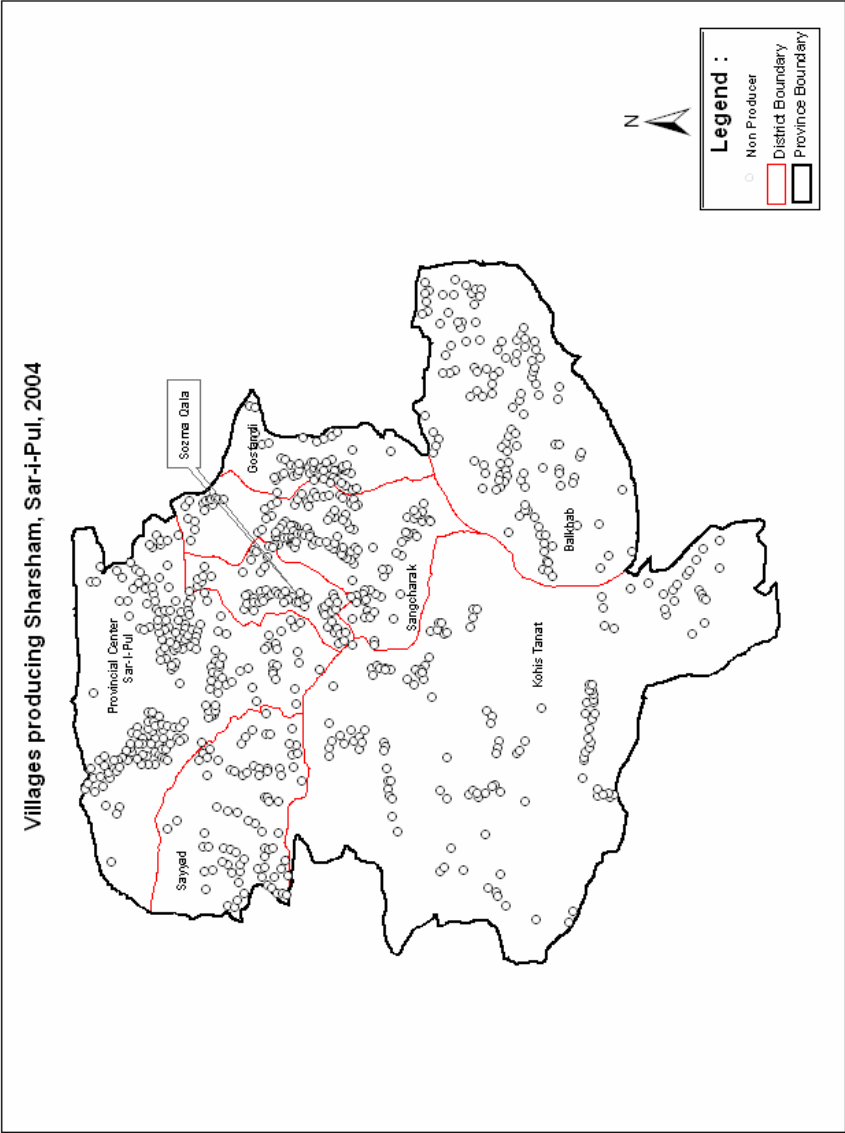 Villages producing Sharsham, Sar-i-Pul, 2004
Sozma Qala
Gostandi
Provincial Center
Sar-I-Pul
Sayyad
Sangcharak
Balkhab
Kohis Tanat
N
Legend :
Non Producer
District Boundary
Province Boundary